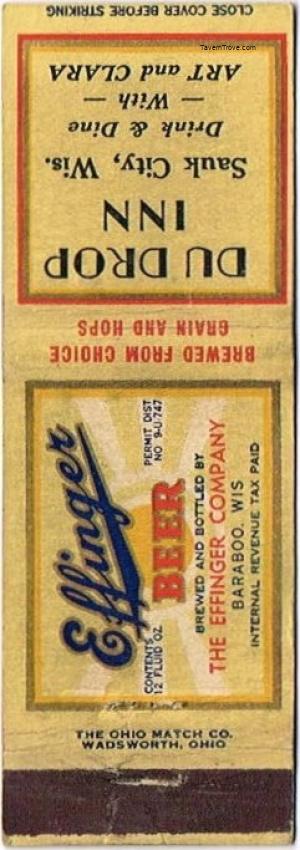 TavernTrove.com
CLOSE COVER BEFORE STRIKING
DU DROP
INN
Sauk City, Wis.
Drink & Dine
— With —
ART and CLARA
BREWED FROM CHOICE
GRAIN AND HOPS
Effinger
BEER
CONTENTS
12 FLUID OZ
PERMIT DIST
NO 9-U-747
BREWED AND BOTTLED BY
THE EFFINGER COMPANY
BARABOO, WIS
INTERNAL REVENUE TAX PAID
THE OHIO MATCH CO.
WADSWORTH, OHIO